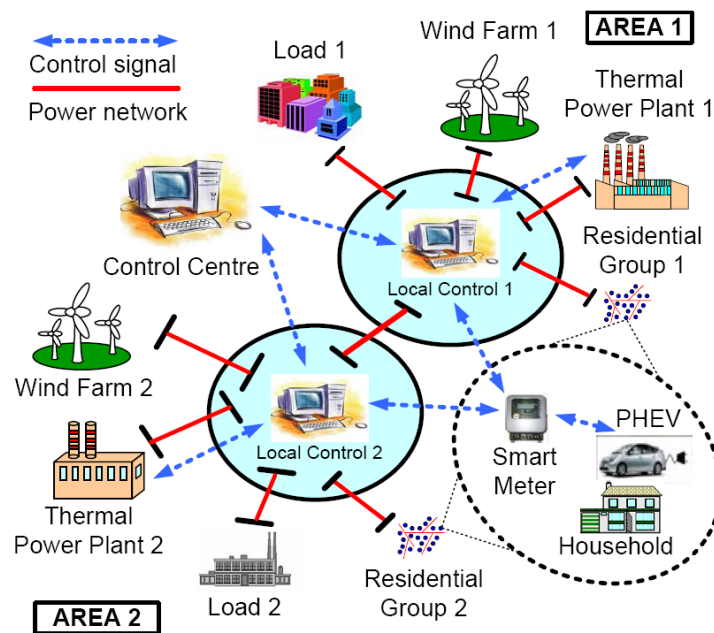 Control signal
Power network
Load 1
Wind Farm 1
AREA 1
Thermal
Power Plant 1
Control Centre
Local Control 1
Residential
Group 1
Wind Farm 2
Local Control 2
Smart
Meter
PHEV
Household
Thermal
Power Plant 2
Load 2
Residential
Group 2
AREA 2